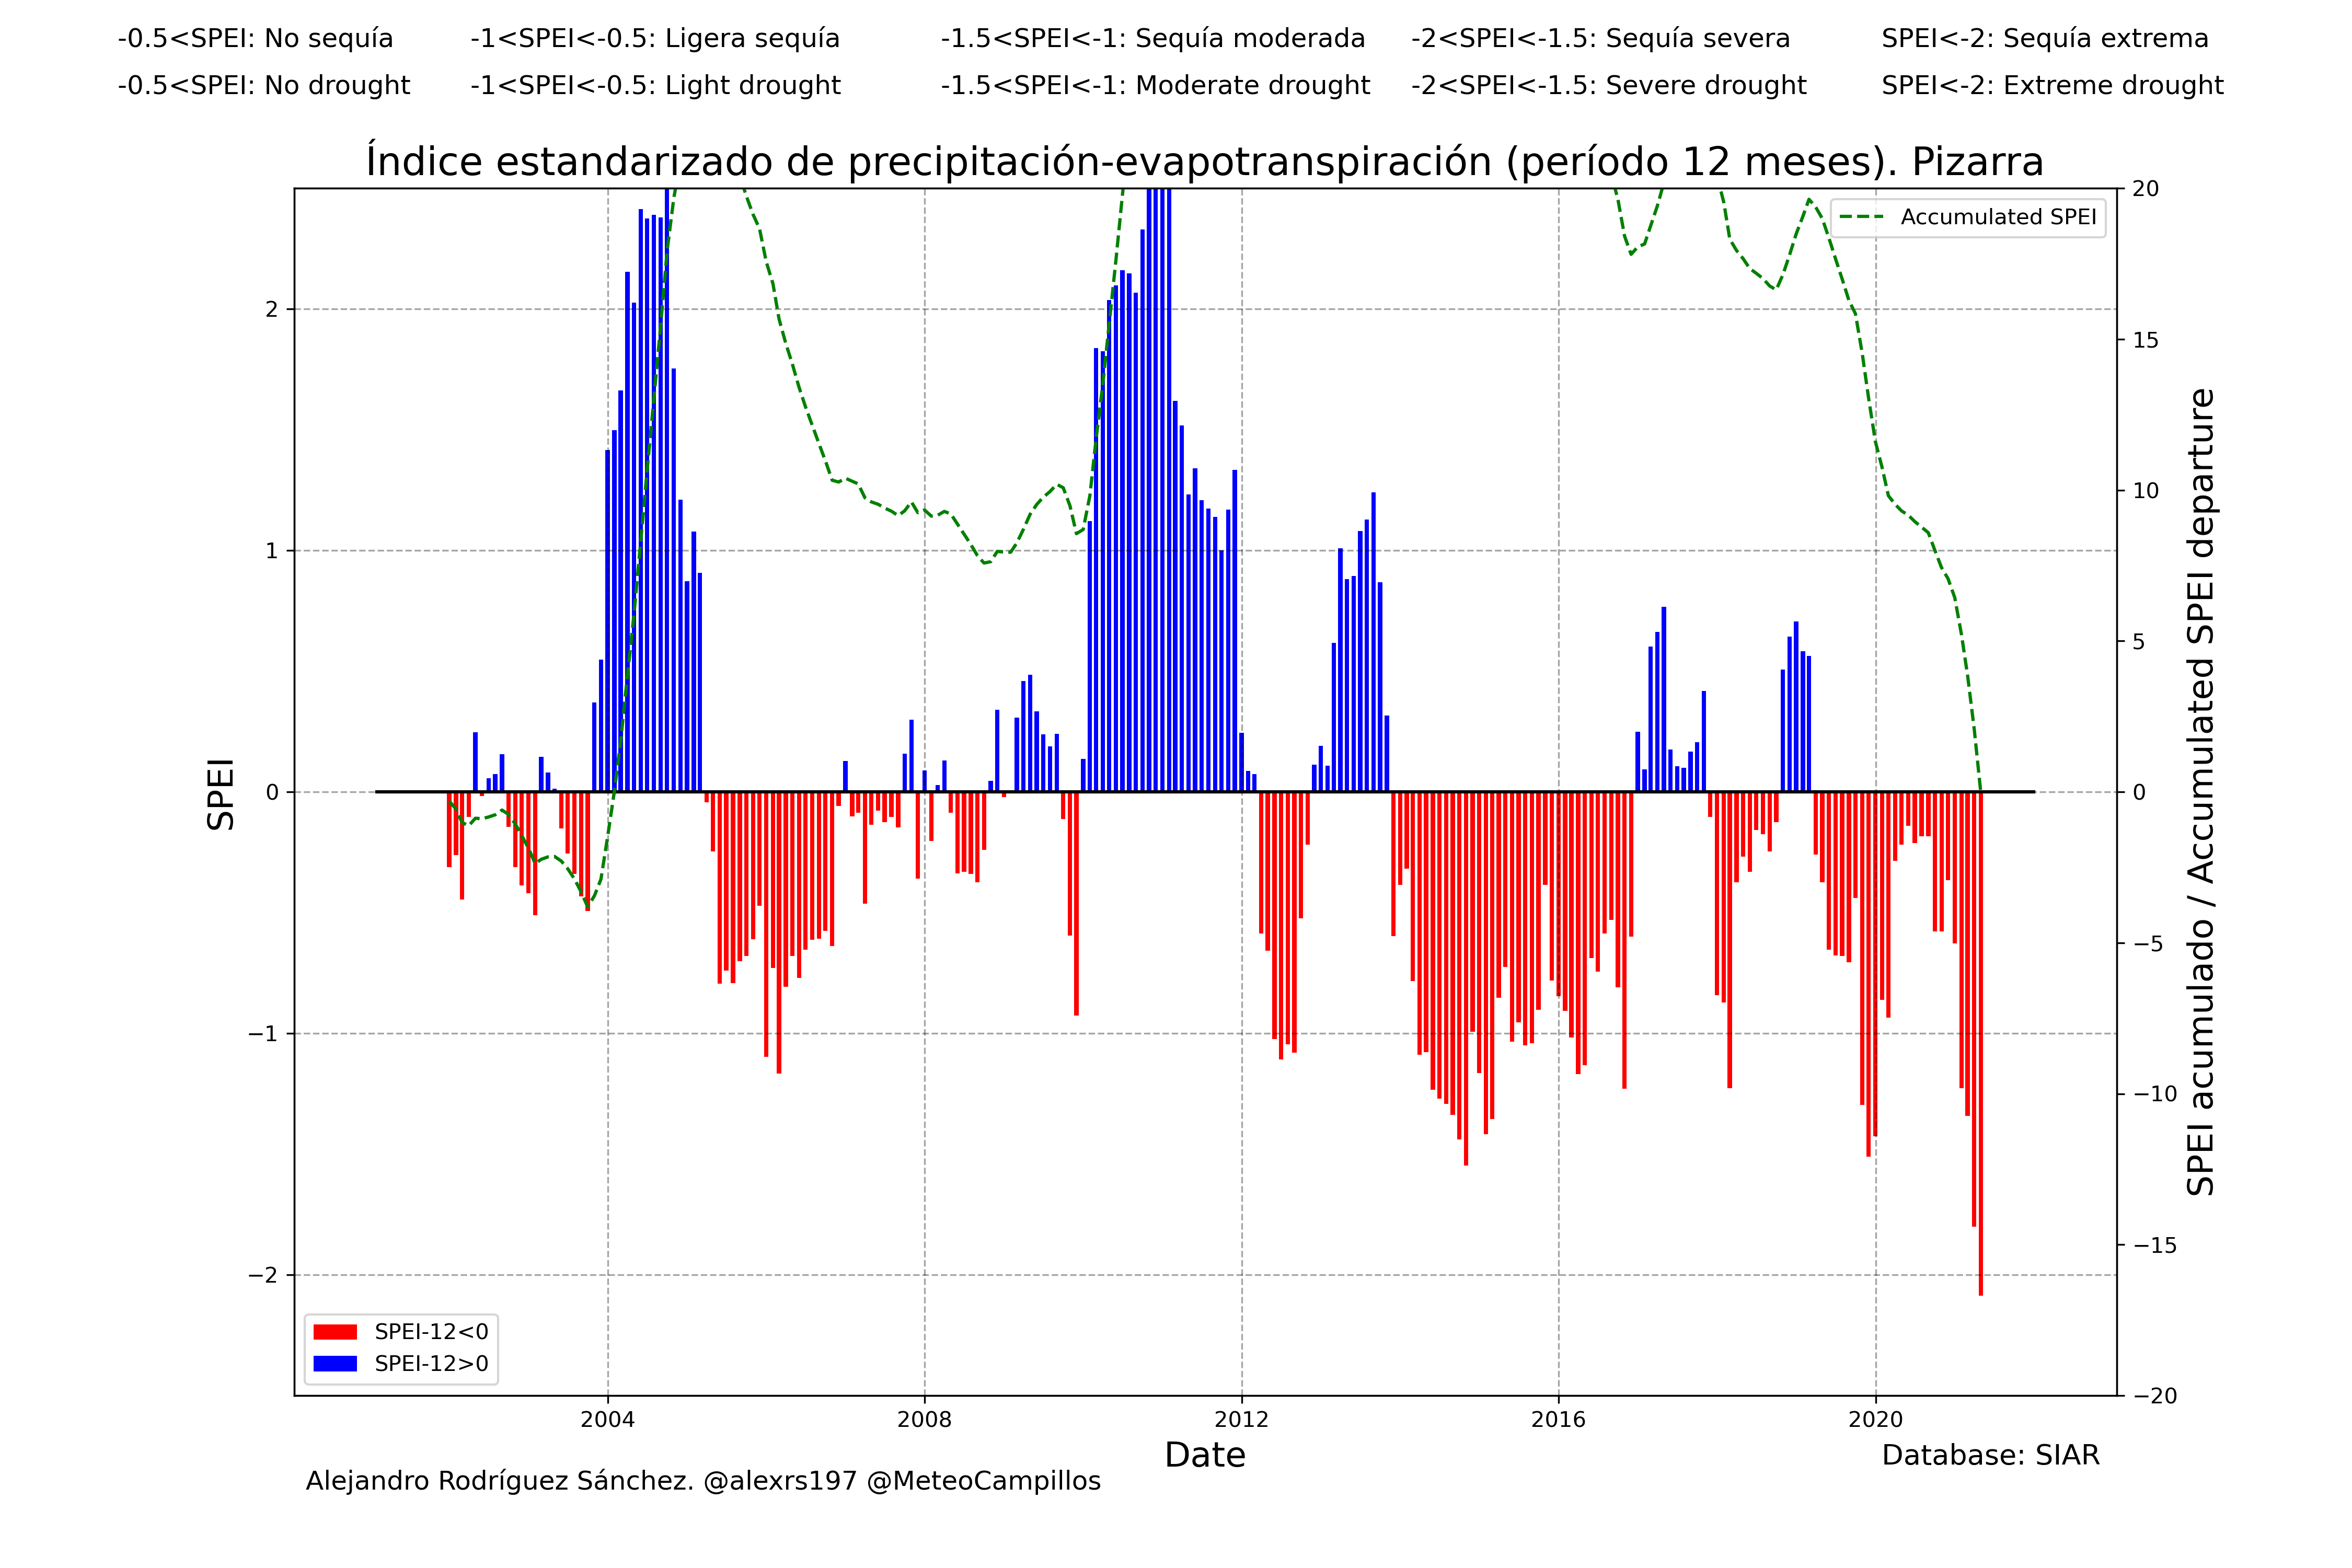 -0.5<SPEI: No sequía -1<SPEI<-0.5: Ligera sequía -1.5<SPEI<-1: Sequía moderada -2<SPEI<-1.5: Sequía severa SPEI<-2: Sequía extrema
-0.5<SPEI: No drought -1<SPEI<-0.5: Light drought -1.5<SPEI<-1: Moderate drought -2<SPEI<-1.5: Severe drought SPEI<-2: Extreme drought
Índice estandarizado de precipitación-evapotranspiración (período 12 meses). Pizarra
Accumulated SPEI
SPEI
2
1
0
−1
−2
20
15
10
5
0
−5
−10
−15
−20
SPEI acumulado / Accumulated SPEI departure
SPEI-12<0
SPEI-12>0
2004 2008 2012 2016 2020
Date
Database: SIAR
Alejandro Rodríguez Sánchez. @alexrs197 @MeteoCampillos